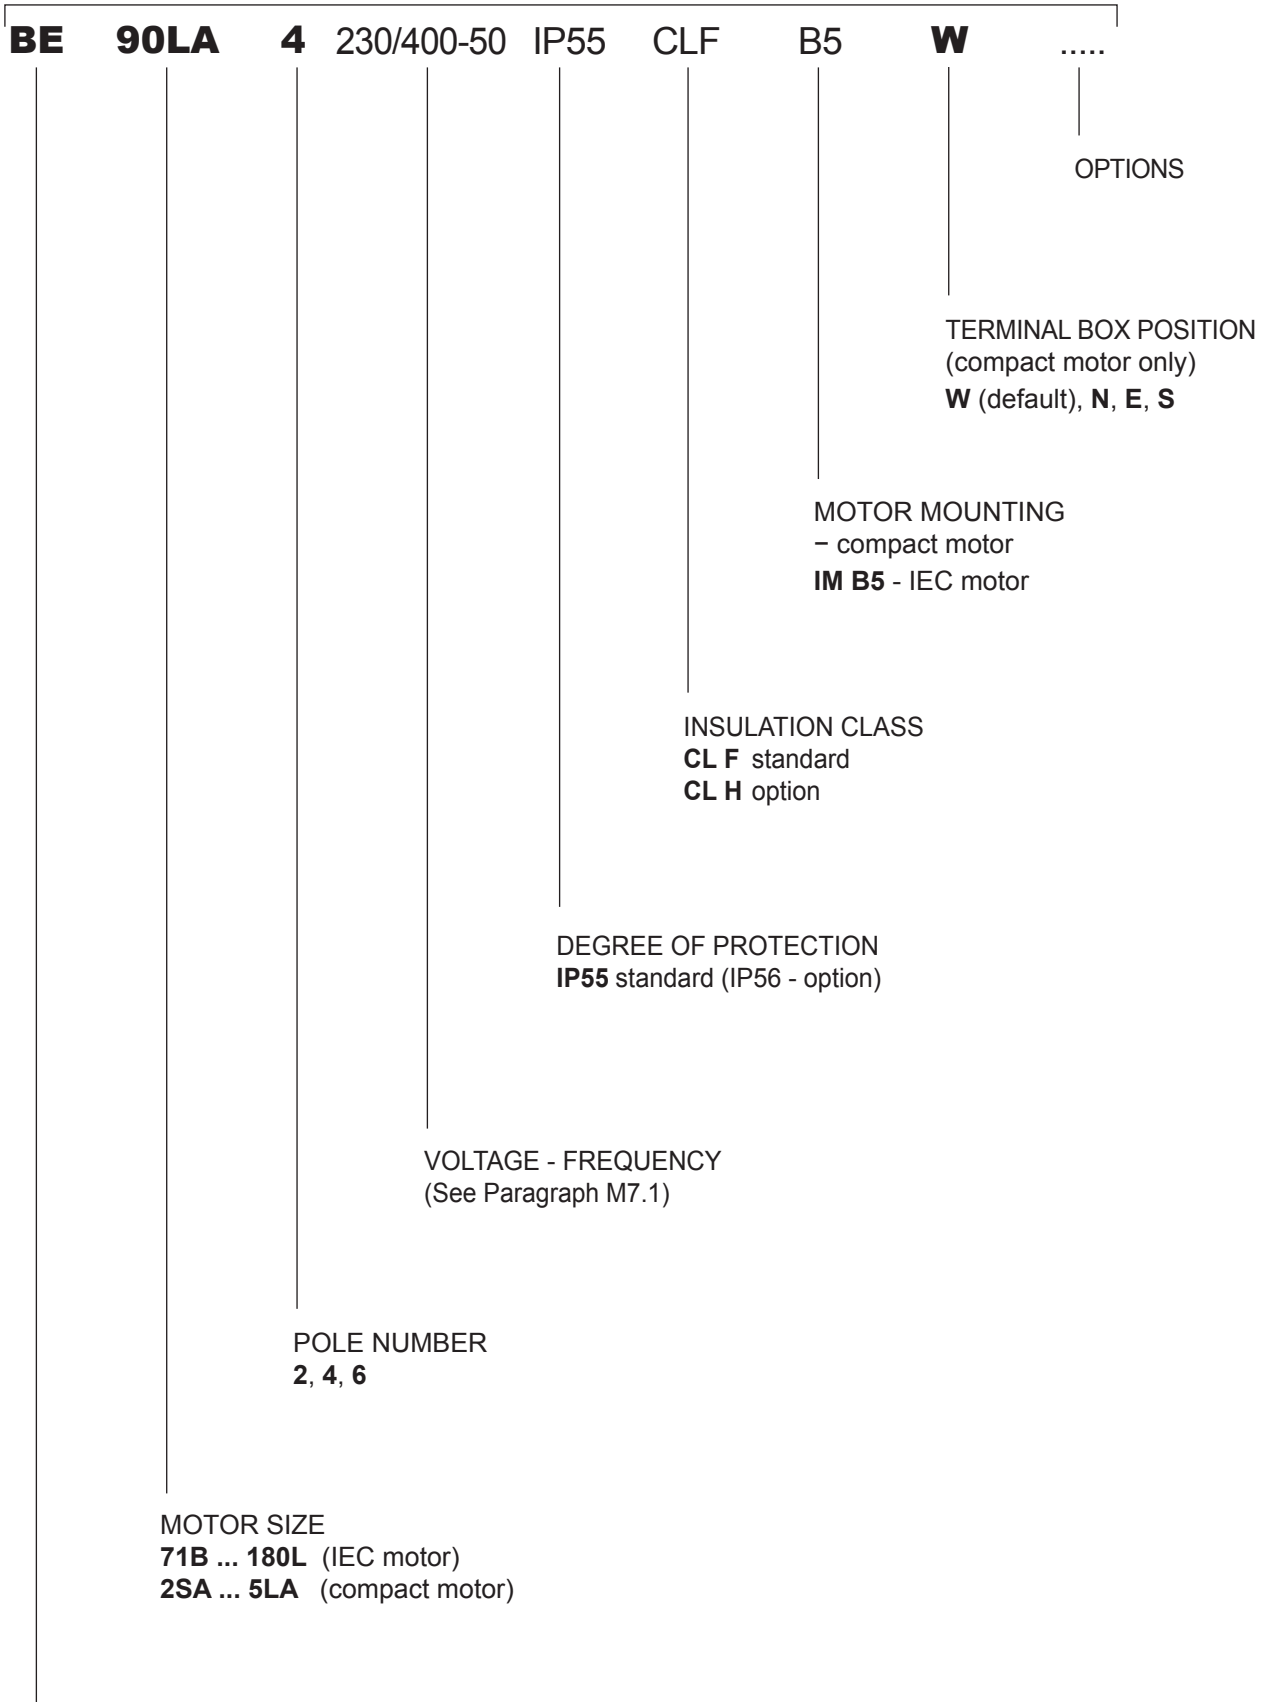 BE 90LA 4 230/400-50 IP55 CLF B5 W .....
OPTIONS
TERMINAL BOX POSITION
(compact motor only)
W (default), N, E, S
MOTOR MOUNTING
− compact motor
IM B5 - IEC motor
INSULATION CLASS
CL F standard
CL H option
DEGREE OF PROTECTION
IP55 standard (IP56 - option)
VOLTAGE - FREQUENCY
(See Paragraph M7.1)
POLE NUMBER
2, 4, 6
MOTOR SIZE
71B ... 180L (IEC motor)
2SA ... 5LA (compact motor)